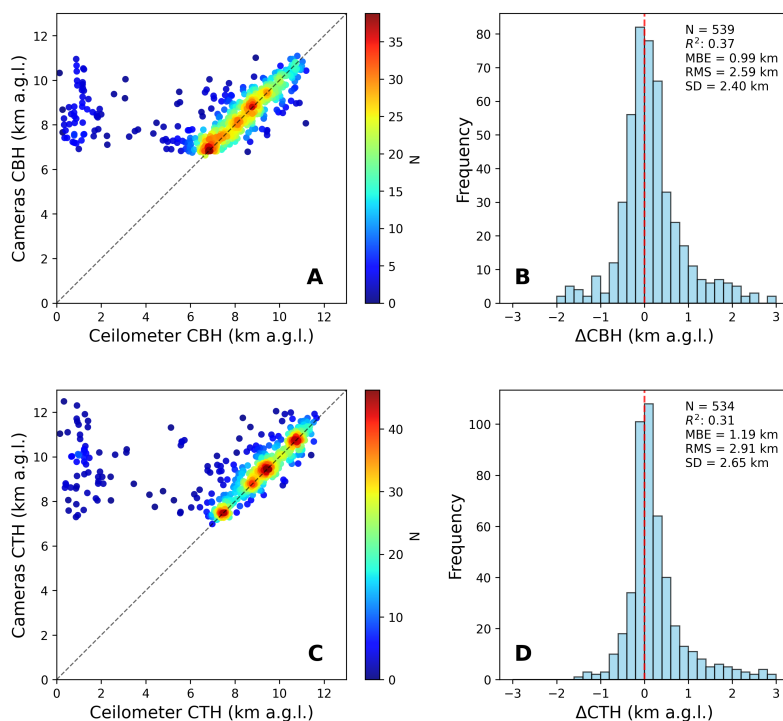 12
10
8
6
4
2
0
Cameras CBH (km a.g.l.)
0 2 4 6 8 10 12
Ceilometer CBH (km a.g.l.)
A
35
30
25
20
15
10
5
0
N
80
70
60
50
40
30
20
10
0
Frequency
N = 539
R²: 0.37
MBE = 0.99 km
RMS = 2.59 km
SD = 2.40 km
B
−3 −2 −1 0 1 2 3
ΔCBH (km a.g.l.)
12
10
8
6
4
2
0
Cameras CTH (km a.g.l.)
0 2 4 6 8 10 12
Ceilometer CTH (km a.g.l.)
C
40
30
20
10
0
N
100
80
60
40
20
0
Frequency
N = 534
R²: 0.31
MBE = 1.19 km
RMS = 2.91 km
SD = 2.65 km
D
−3 −2 −1 0 1 2 3
ΔCTH (km a.g.l.)